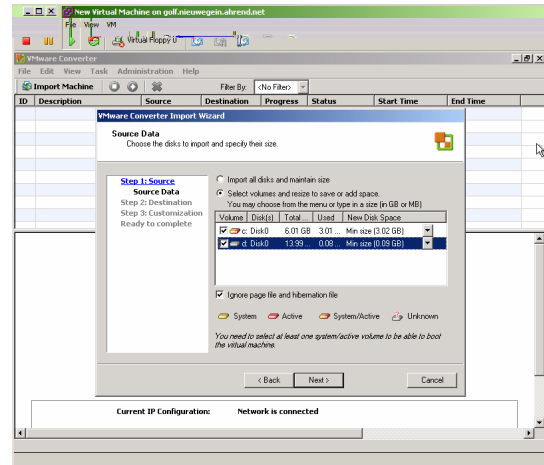 New Virtual Machine on golf.nieuwegein.ahrend.net
File View VM
Virtual Floppy 0
VMware Converter
File Edit View Task Administration Help
Import Machine Filter By: <No Filter>
ID Description Source Destination Progress Status Start Time End Time
VMware Converter Import Wizard
Source Data
Choose the disks to import and specify their size.
Step 1: Source
Source Data
Step 2: Destination
Step 3: Customization
Ready to complete
Import all disks and maintain size
Select volumes and resize to save or add space.
You may choose from the menu or type in a size (in GB or MB)
Volume Disk(s) Total ... Used New Disk Space
c: Disk0 6.01 GB 3.01 ... Min size (3.02 GB)
d: Disk0 13.99 ... 0.08 ... Min size (0.09 GB)
Ignore page file and hibernation file
System Active System/Active Unknown
You need to select at least one system/active volume to be able to boot
the virtual machine.
< Back Next > Cancel
Current IP Configuration: Network is connected